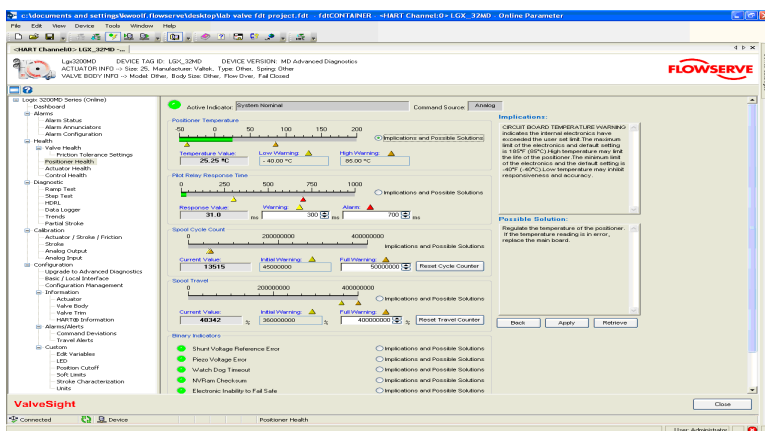 c:\documents and settings\kwoolf.flowserve\desktop\lab valve fdt project.fdt - fdtCONTAINER - <HART Channel:0> LGX_32MD - Online Parameter
File Edit View Device Tools Window Help
<HART Channel:0> LGX_32MD -...
Lgx3200MD DEVICE TAG ID: LGX_32MD DEVICE VERSION: MD Advanced Diagnostics
ACTUATOR INFO --> Size: 25, Manufacturer: Valtek, Type: Other, Spring: Other
VALVE BODY INFO --> Model: Other, Body Size: Other, Flow Over, Fail Closed
FLOWSERVE
Logix 3200MD Series (Online)
Dashboard
Alarms
Alarm Status
Alarm Annunciators
Alarm Configuration
Health
Valve Health
Friction Tolerance Settings
Positioner Health
Actuator Health
Control Health
Diagnostic
Ramp Test
Step Test
HDRL
Data Logger
Trends
Partial Stroke
Calibration
Actuator / Stroke / Friction
Stroke
Analog Output
Analog Input
Configuration
Upgrade to Advanced Diagnostics
Basic / Local Interface
Configuration Management
Information
Actuator
Valve Body
Valve Trim
HART® Information
Alarms/Alerts
Command Deviations
Travel Alerts
Custom
Edit Variables
LED
Position Cutoff
Soft Limits
Stroke Characterization
Units
Active Indicator: System Nominal Command Source: Analog
Positioner Temperature
-50 0 50 100 150 200
Implications and Possible Solutions
Temperature Value: Low Warning: High Warning:
25.25 ºC - 40.00 ºC 85.00 ºC
Pilot Relay Response Time
0 250 500 750 1000
Implications and Possible Solutions
Response Value: Warning: Alarm:
31.0 ms 300 ms 700 ms
Spool Cycle Count
0 200000000 400000000
Implications and Possible Solutions
Current Value: Initial Warning: Full Warning:
13515 45000000 50000000 Reset Cycle Counter
Spool Travel
0 200000000 400000000
Implications and Possible Solutions
Current Value: Initial Warning: Full Warning:
40342 % 360000000 % 400000000 % Reset Travel Counter
Binary Indicators
Shunt Voltage Reference Error Implications and Possible Solutions
Piezo Voltage Error Implications and Possible Solutions
Watch Dog Timeout Implications and Possible Solutions
NVRam Checksum Implications and Possible Solutions
Electronic Inability to Fail Safe Implications and Possible Solutions
Implications:
CIRCUIT BOARD TEMPERATURE WARNING
indicates the internal electronics have
exceeded the user set limit.The maximum
limit of the electronics and default setting
is 185ºF (85ºC).High temperature may limit
the life of the positioner.The minimum limit
of the electronics and the default setting is
-40ºF (-40ºC).Low temperature may inhibit
responsiveness and accuracy.
Possible Solution:
Regulate the temperature of the positioner.
If the temperature reading is in error,
replace the main board.
Back Apply Retrieve
ValveSight
Close
Connected Device Positioner Health
User: Administrator